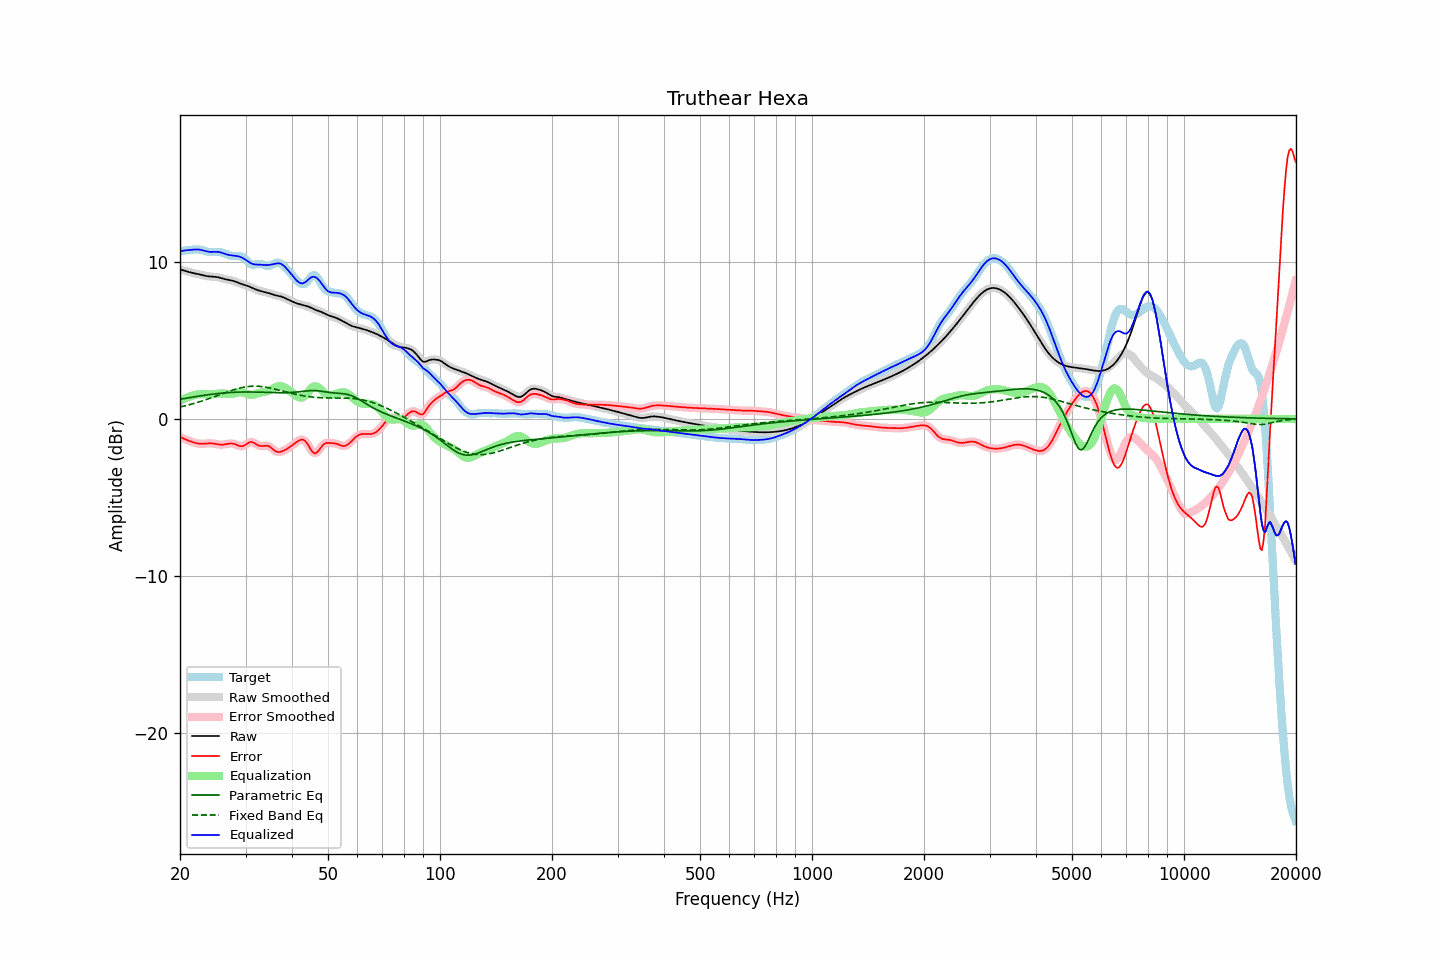 Truthear Hexa
Amplitude (dBr)
10
0
−10
−20
Target
Raw Smoothed
Error Smoothed
Raw
Error
Equalization
Parametric Eq
Fixed Band Eq
Equalized
20 50 100 200 500 1000 2000 5000 10000 20000
Frequency (Hz)